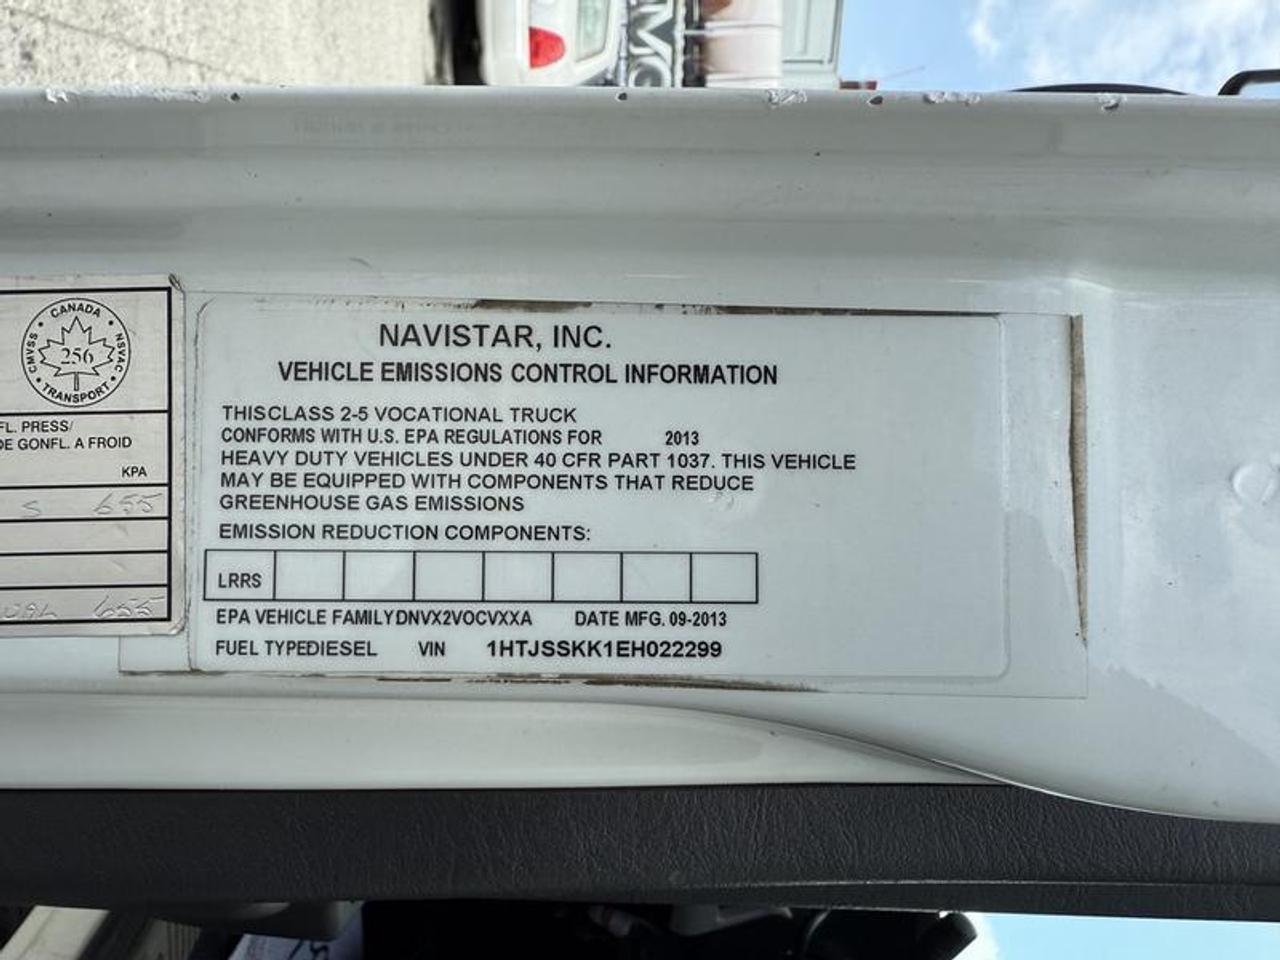 CANADA
CMVSS
256
NSVAC
TRANSPORT
FL. PRESS/
DE GONFL. A FROID
KPA
S 655
655
NAVISTAR, INC.
VEHICLE EMISSIONS CONTROL INFORMATION
THISCLASS 2-5 VOCATIONAL TRUCK
CONFORMS WITH U.S. EPA REGULATIONS FOR 2013
HEAVY DUTY VEHICLES UNDER 40 CFR PART 1037. THIS VEHICLE
MAY BE EQUIPPED WITH COMPONENTS THAT REDUCE
GREENHOUSE GAS EMISSIONS
EMISSION REDUCTION COMPONENTS:
LRRS
EPA VEHICLE FAMILYDNVX2VOCVXXA DATE MFG. 09-2013
FUEL TYPEDIESEL VIN 1HTJSSKK1EH022299